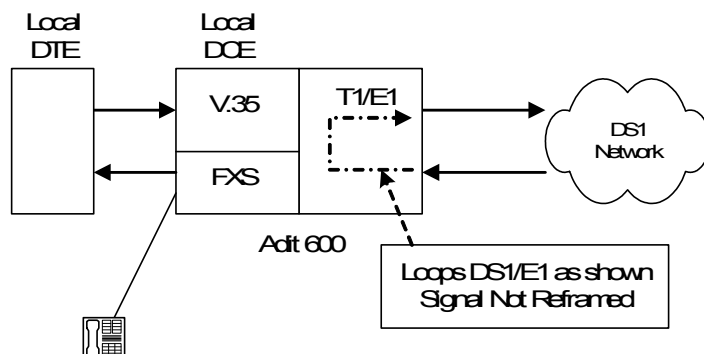 Local
DTE
Local
DCE
V.35
T1/E1
FXS
DS1
Network
Adit 600
Loops DS1/E1 as shown
Signal Not Reframed